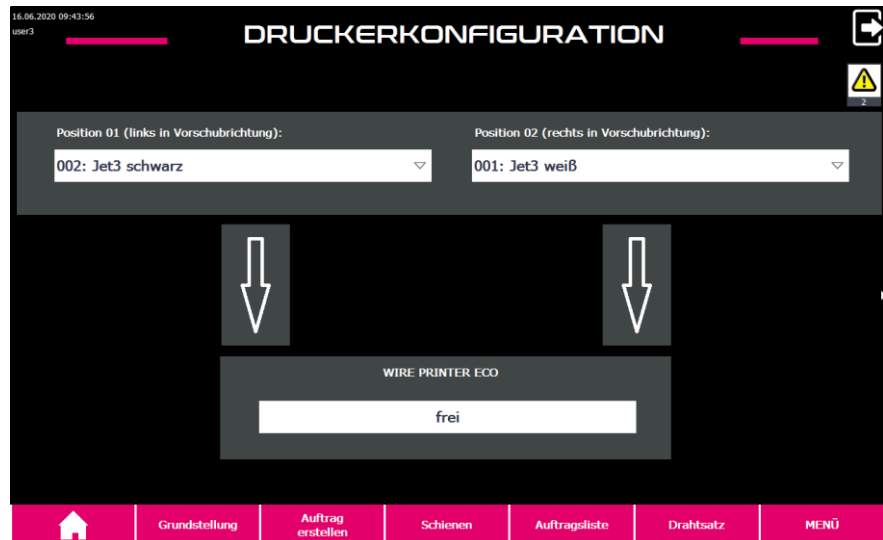 16.06.2020 09:43:56
user3
DRUCKERKONFIGURATION
2
Position 01 (links in Vorschubrichtung):
Position 02 (rechts in Vorschubrichtung):
002: Jet3 schwarz
001: Jet3 weiß
WIRE PRINTER ECO
frei
Grundstellung
Auftrag
erstellen
Schienen
Auftragsliste
Drahtsatz
MENÜ